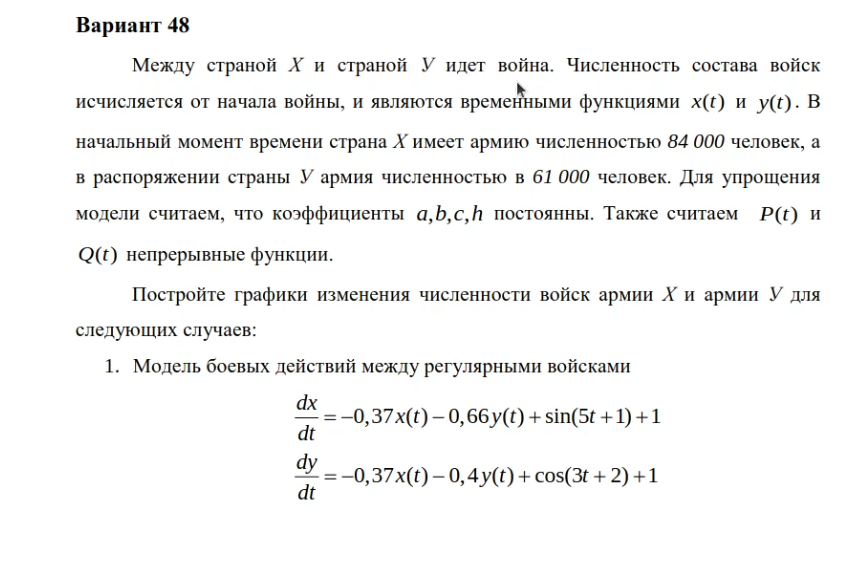 Вариант 48
Между страной X и страной У идет война. Численность состава войск
исчисляется от начала войны, и являются временными функциями x(t) и y(t). В
начальный момент времени страна X имеет армию численностью 84 000 человек, а
в распоряжении страны У армия численностью в 61 000 человек. Для упрощения
модели считаем, что коэффициенты a,b,c,h постоянны. Также считаем P(t) и
Q(t) непрерывные функции.
Постройте графики изменения численности войск армии X и армии У для
следующих случаев:
1. Модель боевых действий между регулярными войсками
dx/dt = −0,37x(t) − 0,66y(t) + sin(5t + 1) + 1
dy/dt = −0,37x(t) − 0,4y(t) + cos(3t + 2) + 1